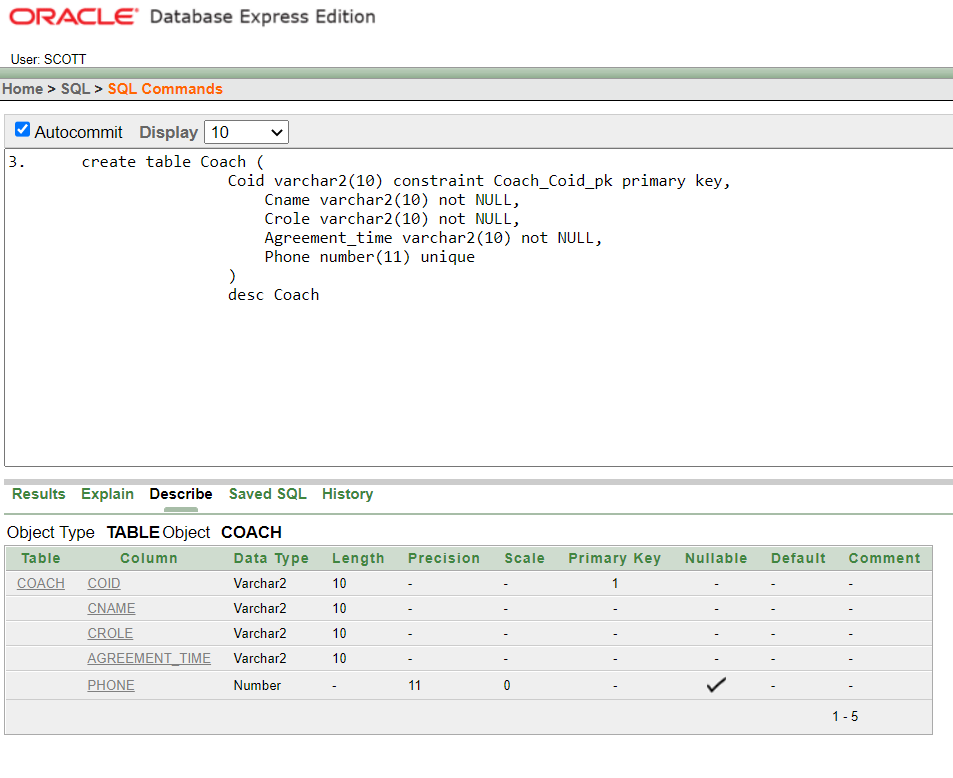 ORACLE® Database Express Edition
User: SCOTT
Home > SQL > SQL Commands
Autocommit Display 10
3. create table Coach (
Coid varchar2(10) constraint Coach_Coid_pk primary key,
Cname varchar2(10) not NULL,
Crole varchar2(10) not NULL,
Agreement_time varchar2(10) not NULL,
Phone number(11) unique
)
desc Coach
Results Explain Describe Saved SQL History
Object Type TABLE Object COACH
Table Column Data Type Length Precision Scale Primary Key Nullable Default Comment
COACH COID Varchar2 10 - - 1 - - -
CNAME Varchar2 10 - - - - - -
CROLE Varchar2 10 - - - - - -
AGREEMENT_TIME Varchar2 10 - - - - - -
PHONE Number - 11 0 - ✓ - -
1 - 5